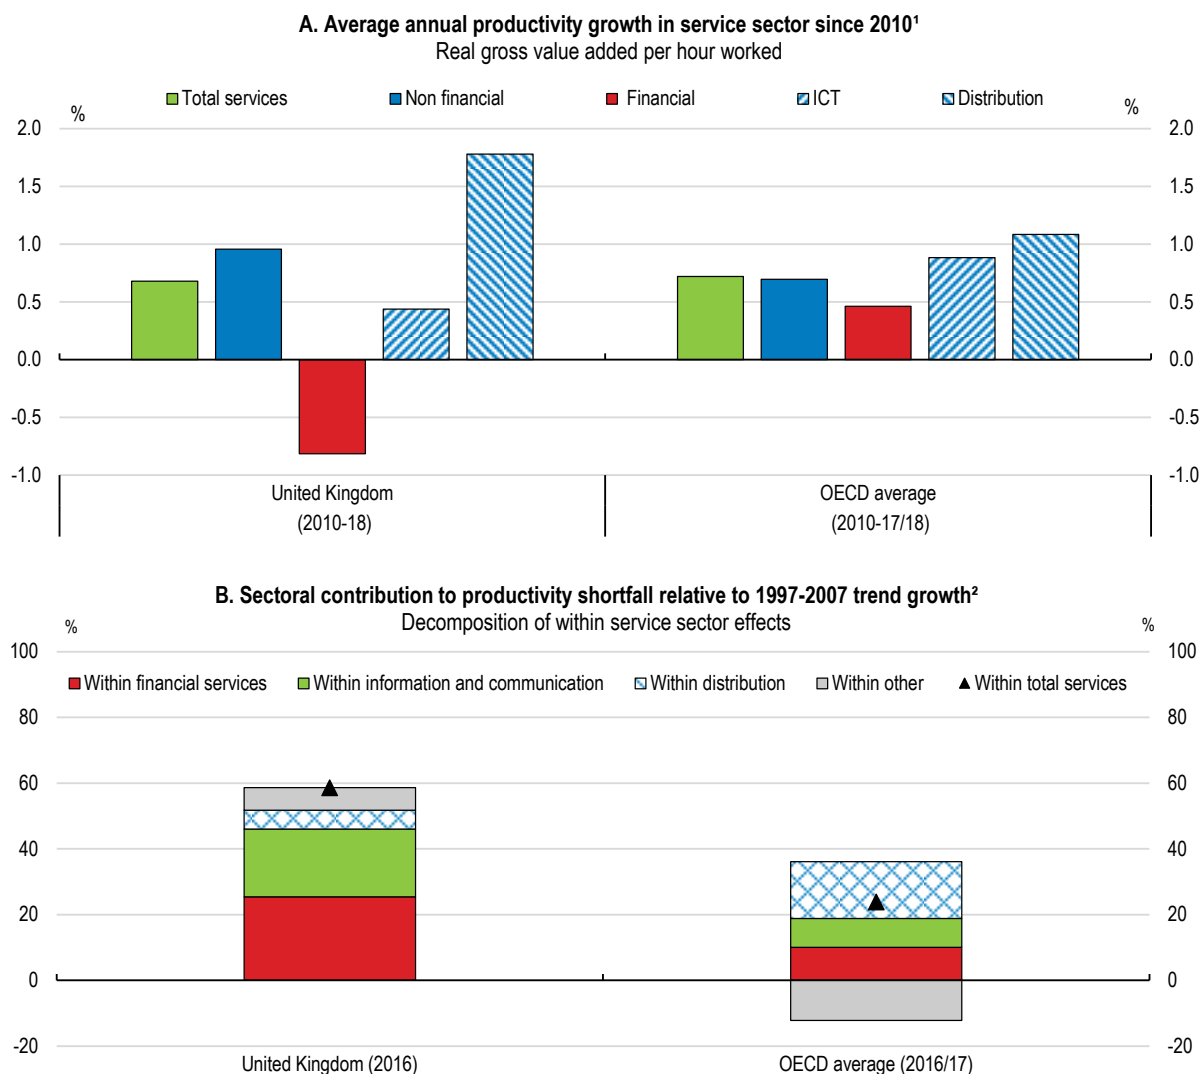 A. Average annual productivity growth in service sector since 2010¹
Real gross value added per hour worked
Total services Non financial Financial ICT Distribution
% %
2.0 2.0
1.5 1.5
1.0 1.0
0.5 0.5
0.0 0.0
-0.5 -0.5
-1.0 -1.0
United Kingdom OECD average
(2010-18) (2010-17/18)
B. Sectoral contribution to productivity shortfall relative to 1997-2007 trend growth²
Decomposition of within service sector effects
% %
100 100
Within financial services Within information and communication Within distribution Within other Within total services
80 80
60 60
40 40
20 20
0 0
-20 -20
United Kingdom (2016) OECD average (2016/17)